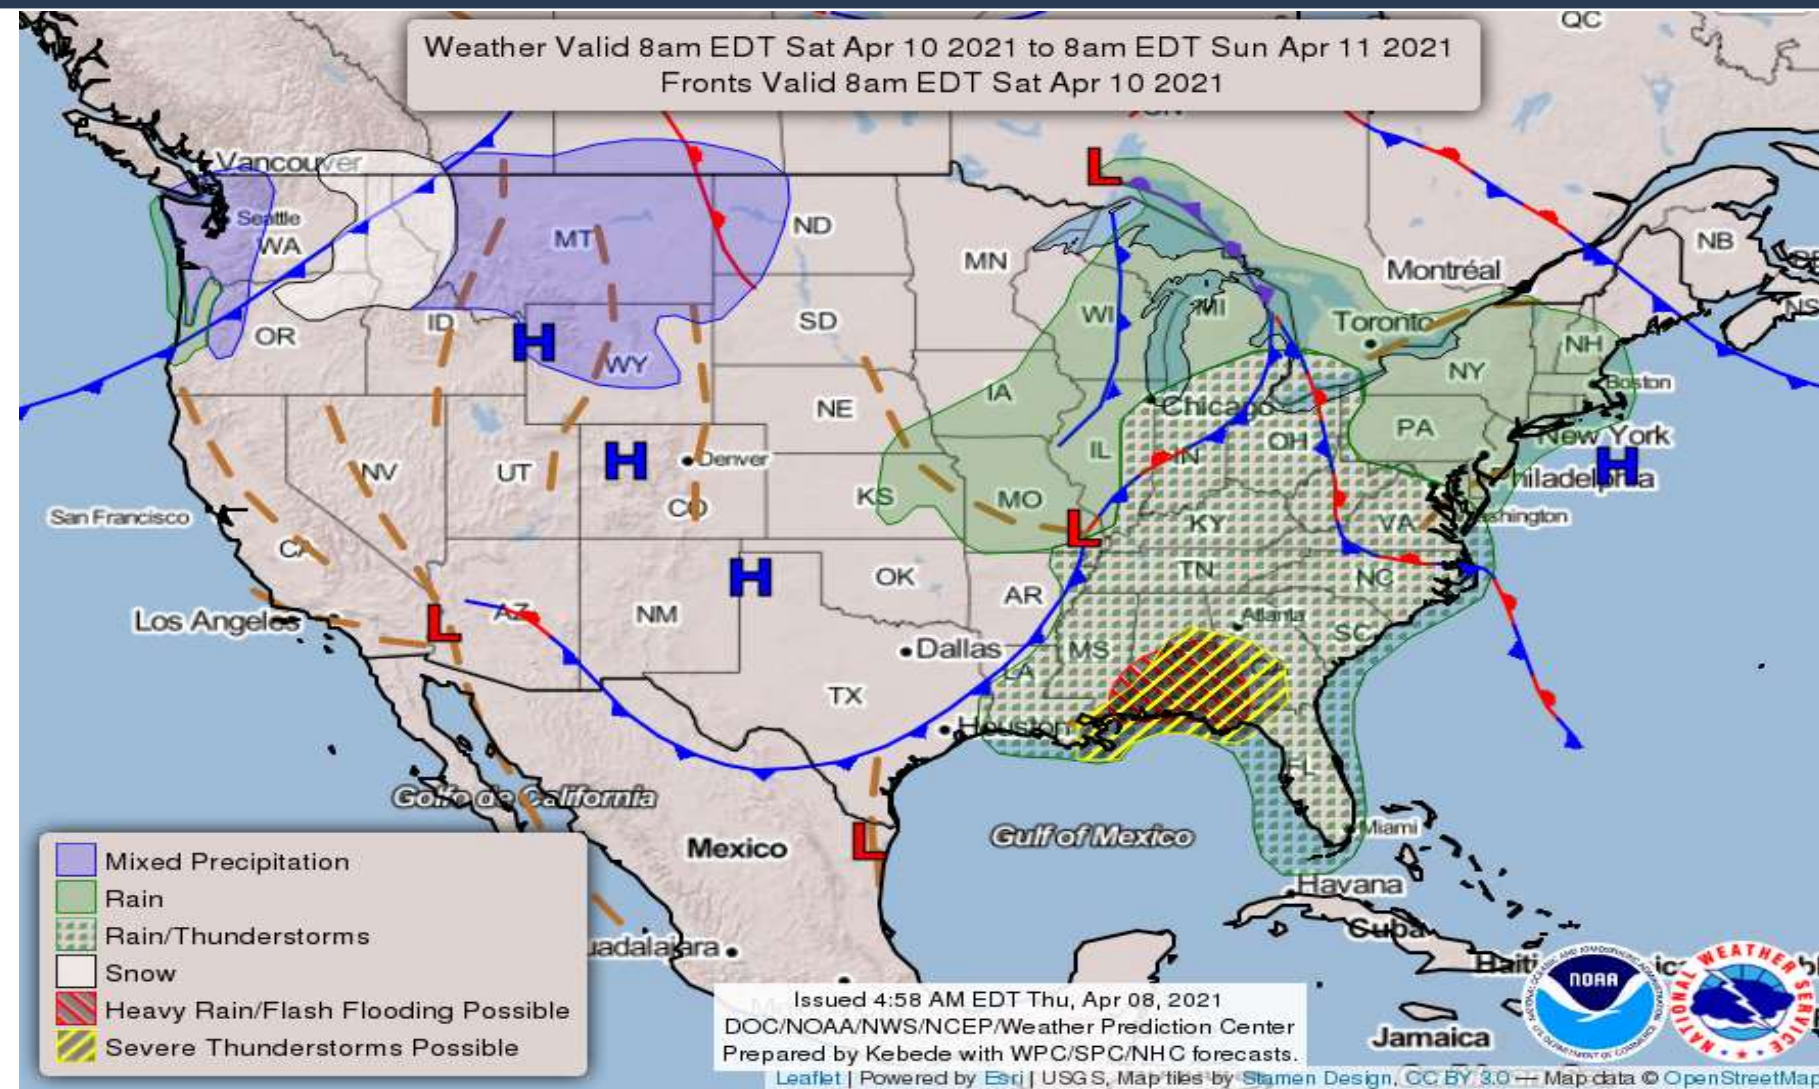 QC
Weather Valid 8am EDT Sat Apr 10 2021 to 8am EDT Sun Apr 11 2021
Fronts Valid 8am EDT Sat Apr 10 2021
Vancouver
L
Seattle
WA
MT
ND
MN
NB
Montréal
OR
ID
H
WY
SD
WI
MI
Toronto
NH
NY
Boston
IA
NE
Chicago
PA
New York
OH
IL
IN
NV
UT
H
Denver
CO
KS
MO
H
San Francisco
KY
VA
L
CA
H
OK
TN
NC
AR
Los Angeles
L
AZ
NM
Atlanta
SC
Dallas
MS
LA
TX
Houston
FL
Golfo de California
Mexico
L
Gulf of Mexico
Miami
Havana
Cuba
Mixed Precipitation
Rain
Rain/Thunderstorms
Snow
Heavy Rain/Flash Flooding Possible
Severe Thunderstorms Possible
Haiti
NOAA
NATIONAL WEATHER SERVICE
Issued 4:58 AM EDT Thu, Apr 08, 2021
DOC/NOAA/NWS/NCEP/Weather Prediction Center
Prepared by Kebede with WPC/SPC/NHC forecasts.
Jamaica
Leaflet | Powered by Esri | USGS, Map tiles by Stamen Design, CC BY 3.0 — Map data © OpenStreetMap